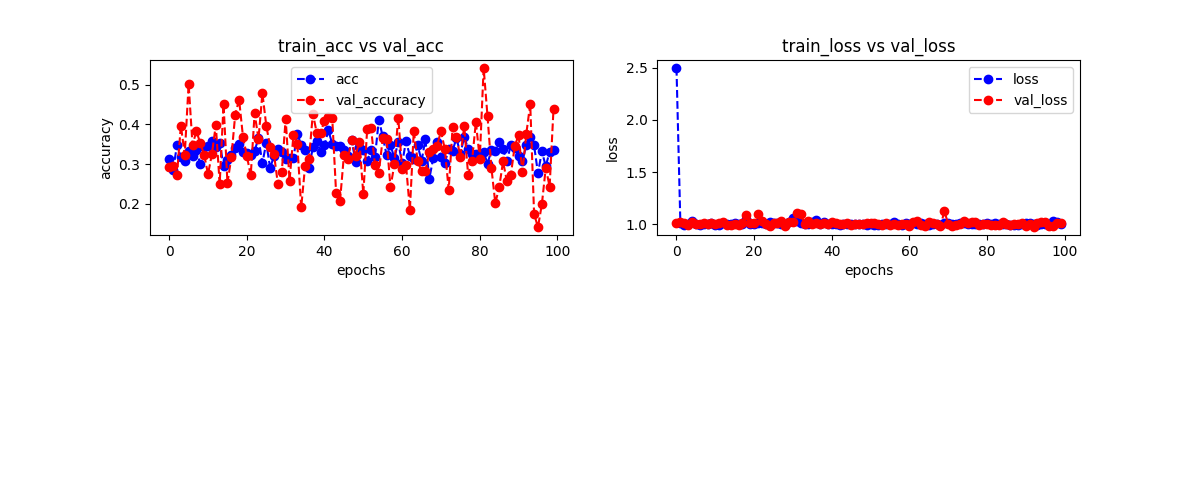 train_acc vs val_acc
acc
val_accuracy
0.5
0.4
0.3
0.2
accuracy
0 20 40 60 80 100
epochs
train_loss vs val_loss
loss
val_loss
2.5
2.0
1.5
1.0
loss
0 20 40 60 80 100
epochs